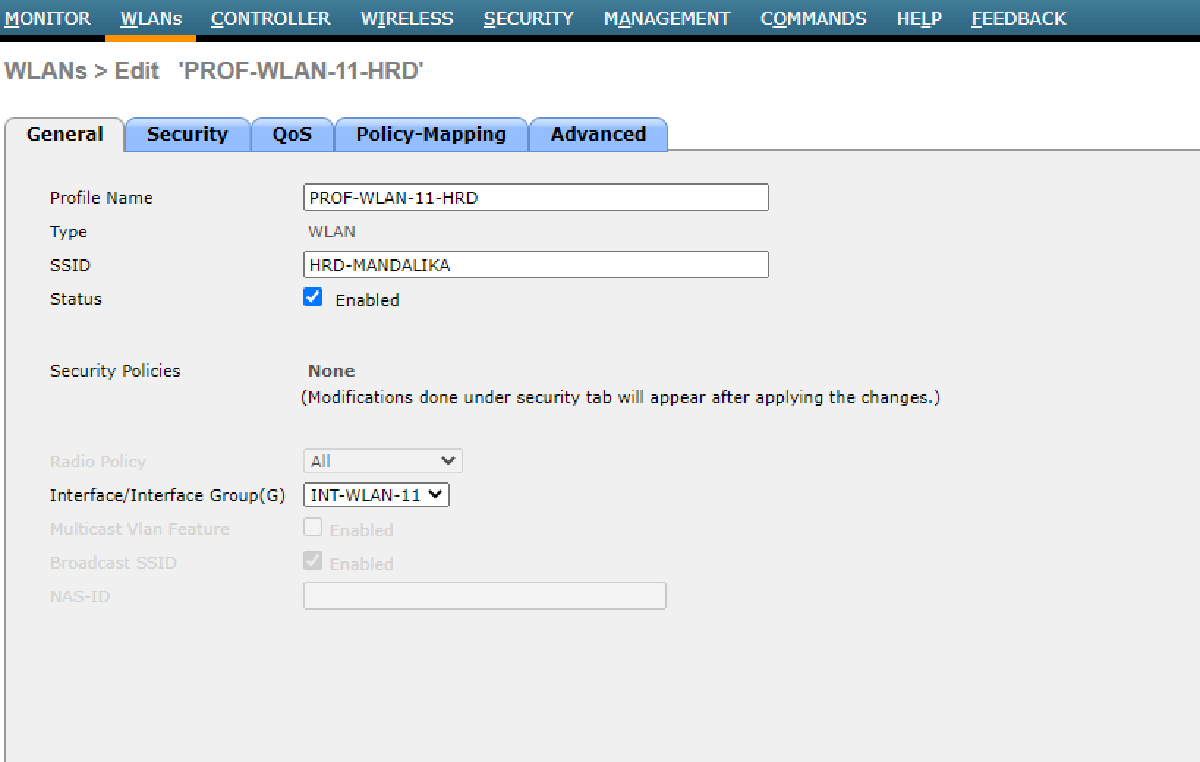 MONITOR WLANs CONTROLLER WIRELESS SECURITY MANAGEMENT COMMANDS HELP FEEDBACK
WLANs > Edit 'PROF-WLAN-11-HRD'
General Security QoS Policy-Mapping Advanced
Profile Name PROF-WLAN-11-HRD
Type WLAN
SSID HRD-MANDALIKA
Status Enabled
Security Policies None
(Modifications done under security tab will appear after applying the changes.)
Radio Policy All
Interface/Interface Group(G) INT-WLAN-11
Multicast Vlan Feature Enabled
Broadcast SSID Enabled
NAS-ID